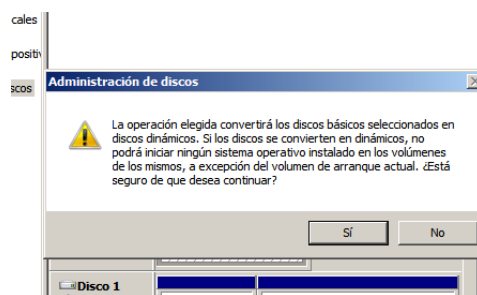 cales
positiv
scos
Administración de discos
La operación elegida convertirá los discos básicos seleccionados en
discos dinámicos. Si los discos se convierten en dinámicos, no
podrá iniciar ningún sistema operativo instalado en los volúmenes
de los mismos, a excepción del volumen de arranque actual. ¿Está
seguro de que desea continuar?
Sí
No
Disco 1